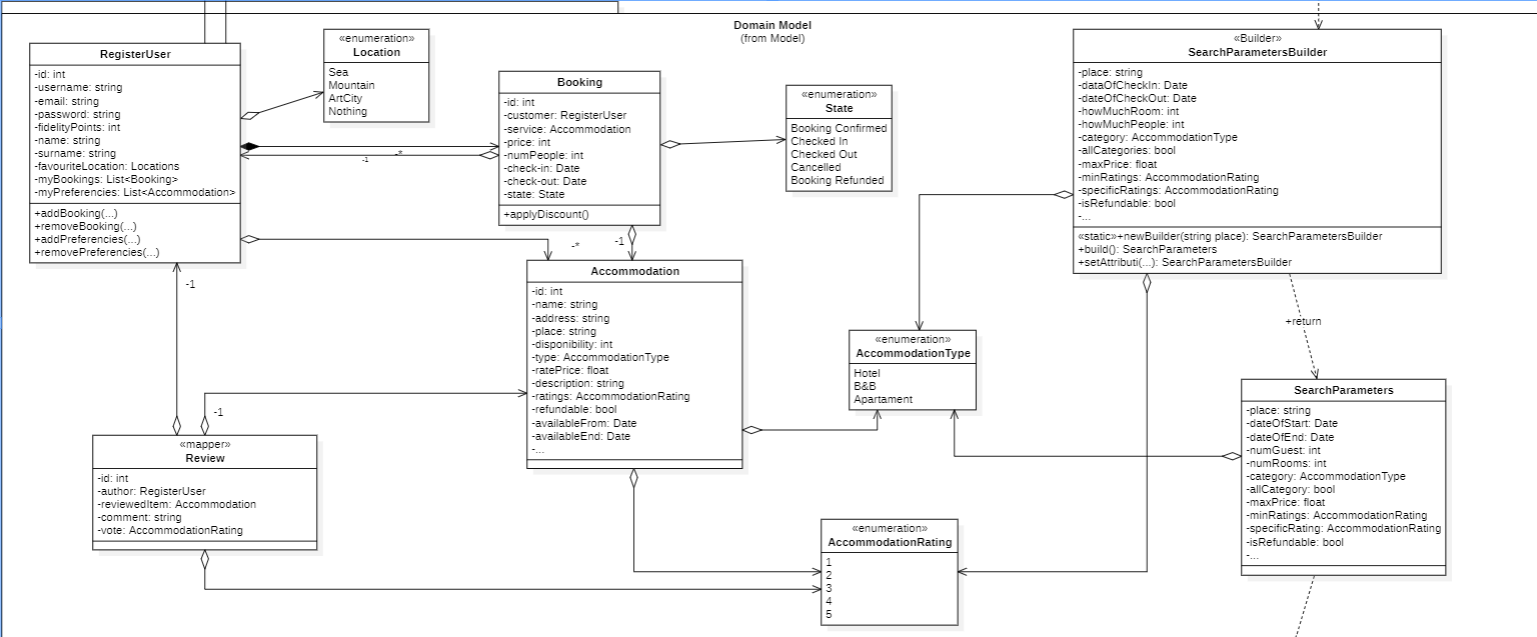 Domain Model
(from Model)
RegisterUser
-id: int
-username: string
-email: string
-password: string
-fidelityPoints: int
-name: string
-surname: string
-favouriteLocation: Locations
-myBookings: List<Booking>
-myPreferencies: List<Accommodation>
+addBooking(...)
+removeBooking(...)
+addPreferencies(...)
+removePreferencies(...)
«enumeration»
Location
Sea
Mountain
ArtCity
Nothing
-*
-1
Booking
-id: int
-customer: RegisterUser
-service: Accommodation
-price: int
-numPeople: int
-check-in: Date
-check-out: Date
-state: State
+applyDiscount()
«enumeration»
State
Booking Confirmed
Checked In
Checked Out
Cancelled
Booking Refunded
«Builder»
SearchParametersBuilder
-place: string
-dataOfCheckIn: Date
-dateOfCheckOut: Date
-howMuchRoom: int
-howMuchPeople: int
-category: AccommodationType
-allCategories: bool
-maxPrice: float
-minRatings: AccommodationRating
-specificRatings: AccommodationRating
-isRefundable: bool
-...
«static»+newBuilder(string place): SearchParametersBuilder
+build(): SearchParameters
+setAttributi(...): SearchParametersBuilder
-*
-1
-1
Accommodation
-id: int
-name: string
-address: string
-place: string
-disponibility: int
-type: AccommodationType
-ratePrice: float
-description: string
-ratings: AccommodationRating
-refundable: bool
-availableFrom: Date
-availableEnd: Date
-...
+return
«enumeration»
AccommodationType
Hotel
B&B
Apartament
SearchParameters
-place: string
-dateOfStart: Date
-dateOfEnd: Date
-numGuest: int
-numRooms: int
-category: AccommodationType
-allCategory: bool
-maxPrice: float
-minRatings: AccommodationRating
-specificRating: AccommodationRating
-isRefundable: bool
-...
-1
«mapper»
Review
-id: int
-author: RegisterUser
-reviewedItem: Accommodation
-comment: string
-vote: AccommodationRating
«enumeration»
AccommodationRating
1
2
3
4
5